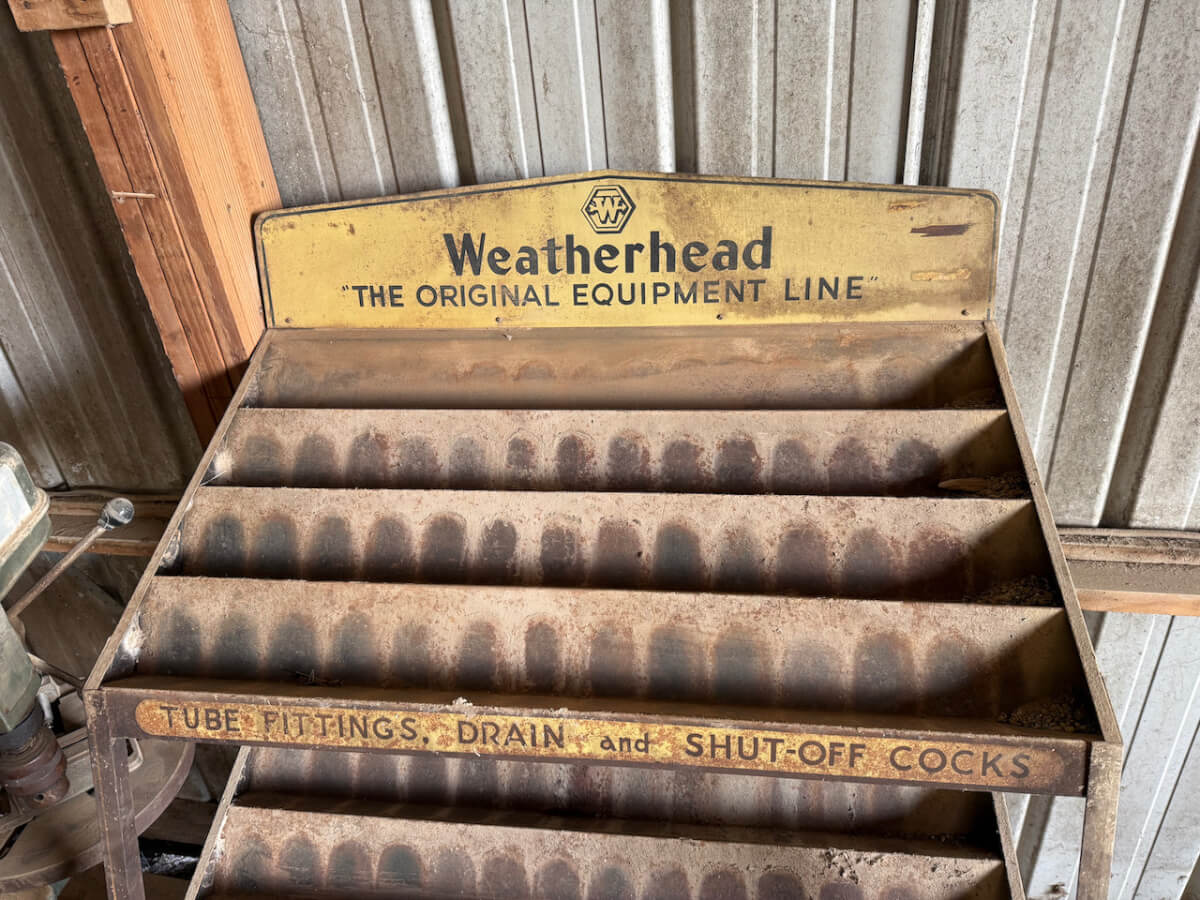 W
Weatherhead
"THE ORIGINAL EQUIPMENT LINE"
TUBE FITTINGS, DRAIN and SHUT-OFF COCKS